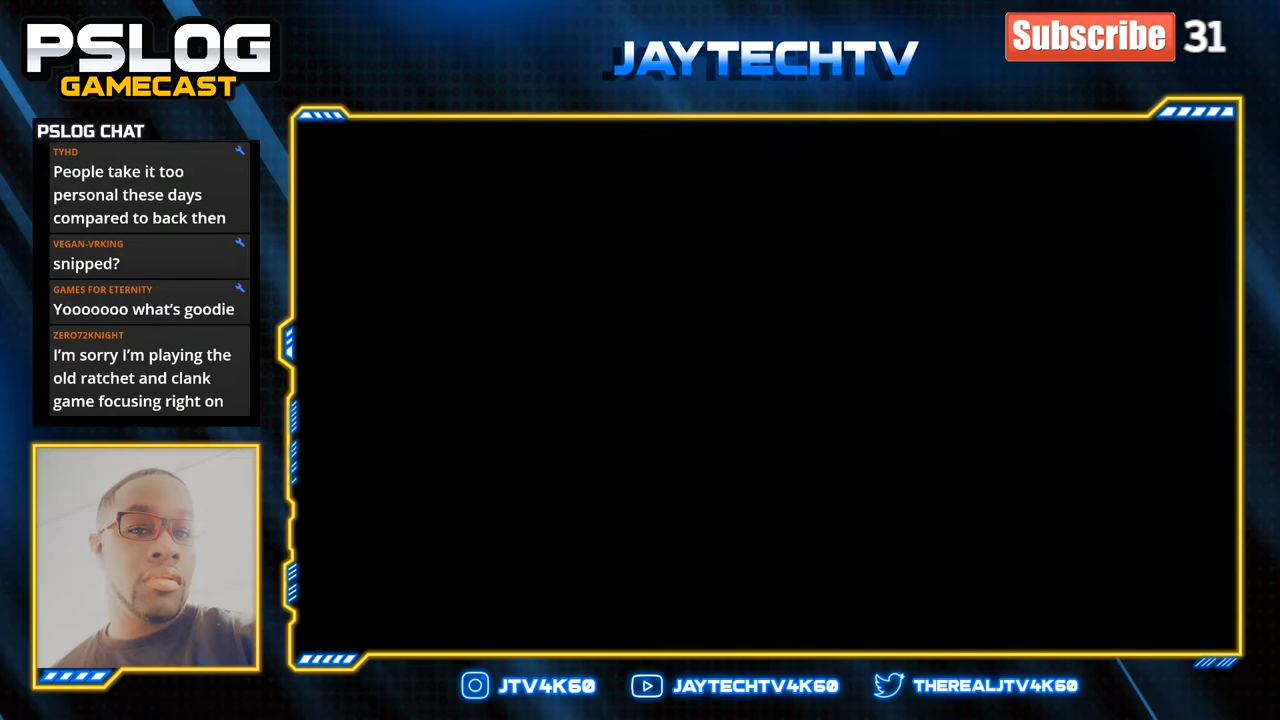 PSLOG
GAMECAST
JAYTECHTV
Subscribe 31
PSLOG CHAT
TYHD
People take it too
personal these days
compared to back then
VEGAN-VRKING
snipped?
GAMES FOR ETERNITY
Yooooooo what's goodie
ZERO72KNIGHT
I'm sorry I'm playing the
old ratchet and clank
game focusing right on
JTV4K60 JAYTECHTV4K60 THEREALJTV4K60